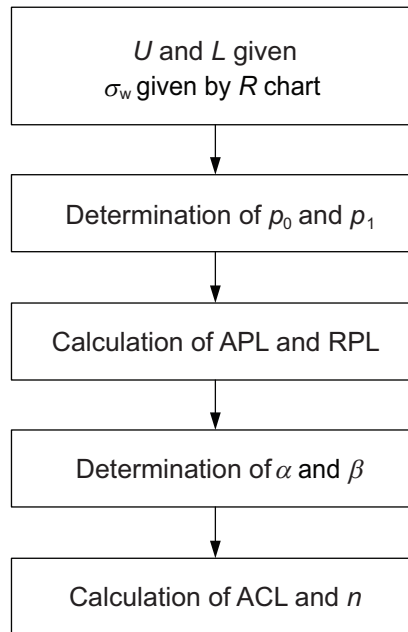 U and L given
σw given by R chart
Determination of p0 and p1
Calculation of APL and RPL
Determination of α and β
Calculation of ACL and n